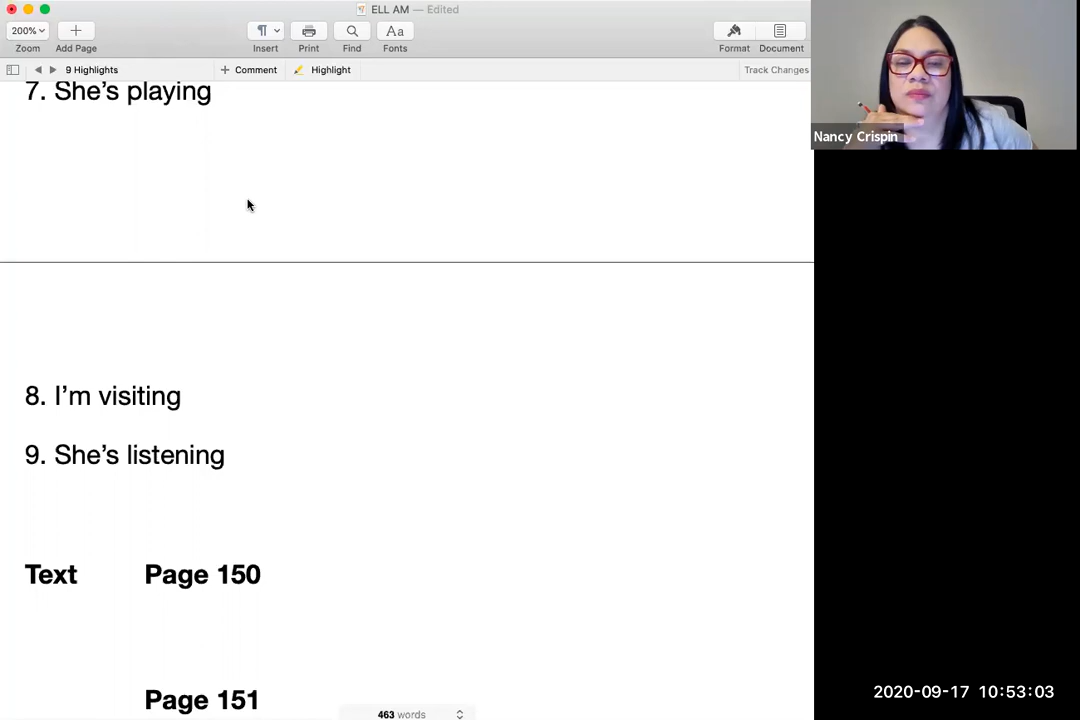 ELL AM — Edited
200%
Zoom
Add Page
Insert
Print
Find
Aa
Fonts
Format
Document
9 Highlights
Comment
Highlight
Track Changes
7. She's playing
8. I'm visiting
9. She's listening
Text Page 150
Page 151
463 words
Nancy Crispin
2020-09-17 10:53:03